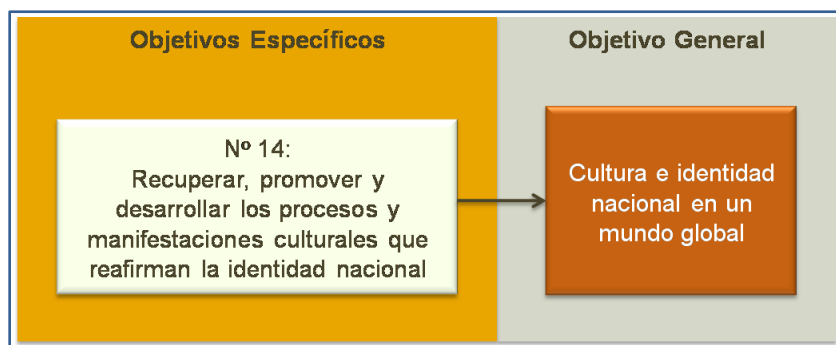 Objetivos Específicos
Objetivo General
Nº 14:
Recuperar, promover y
desarrollar los procesos y
manifestaciones culturales que
reafirman la identidad nacional
Cultura e identidad
nacional en un
mundo global